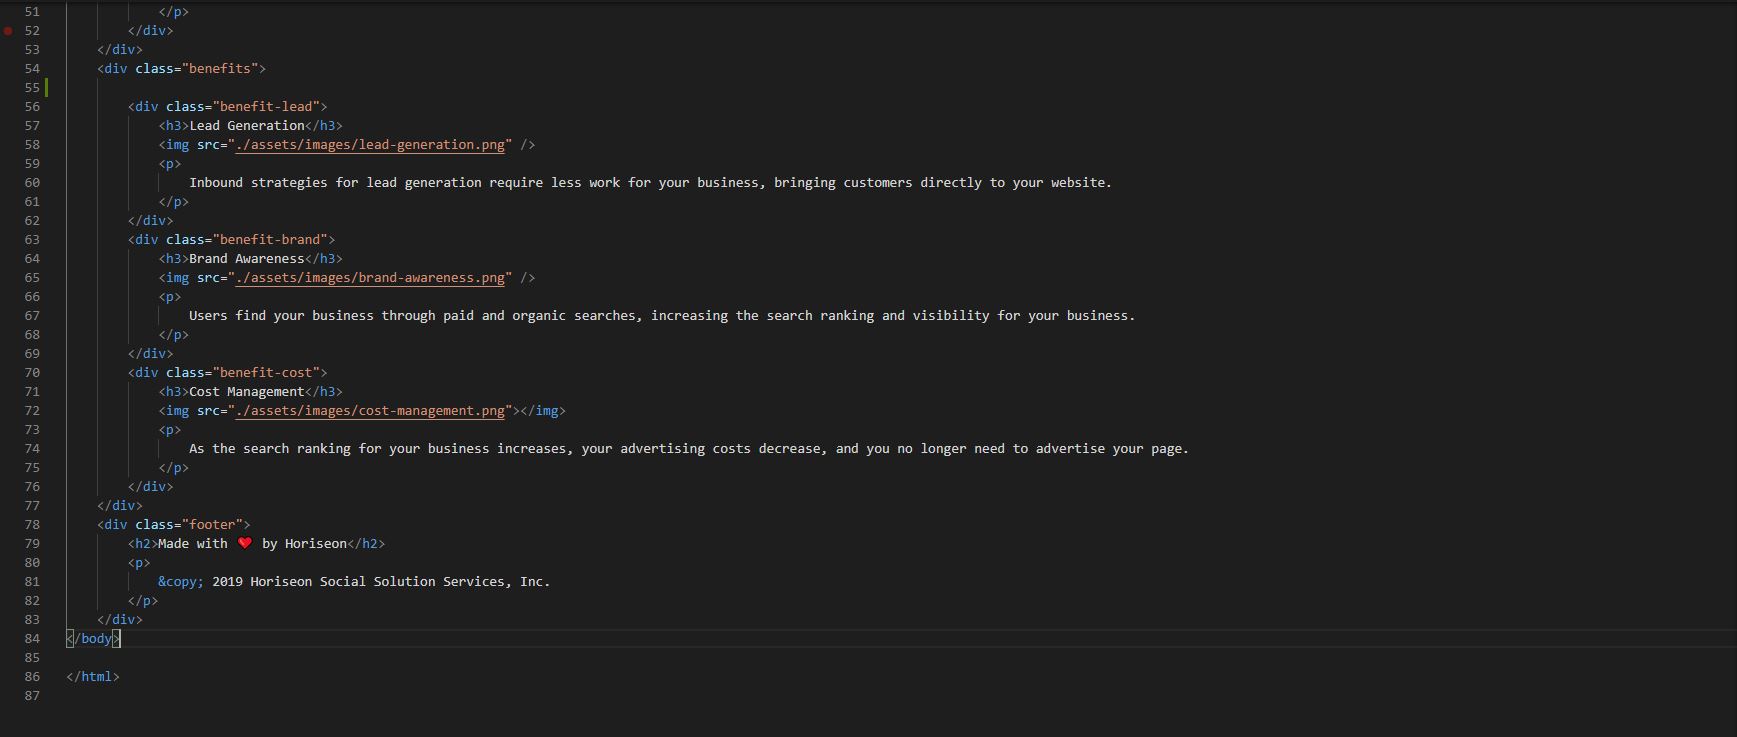 51 </p>
52 </div>
53 </div>
54 <div class="benefits">
55
56 <div class="benefit-lead">
57 <h3>Lead Generation</h3>
58 <img src="./assets/images/lead-generation.png" />
59 <p>
60 Inbound strategies for lead generation require less work for your business, bringing customers directly to your website.
61 </p>
62 </div>
63 <div class="benefit-brand">
64 <h3>Brand Awareness</h3>
65 <img src="./assets/images/brand-awareness.png" />
66 <p>
67 Users find your business through paid and organic searches, increasing the search ranking and visibility for your business.
68 </p>
69 </div>
70 <div class="benefit-cost">
71 <h3>Cost Management</h3>
72 <img src="./assets/images/cost-management.png"></img>
73 <p>
74 As the search ranking for your business increases, your advertising costs decrease, and you no longer need to advertise your page.
75 </p>
76 </div>
77 </div>
78 <div class="footer">
79 <h2>Made with ❤️ by Horiseon</h2>
80 <p>
81 &copy; 2019 Horiseon Social Solution Services, Inc.
82 </p>
83 </div>
84 </body>
85
86 </html>
87